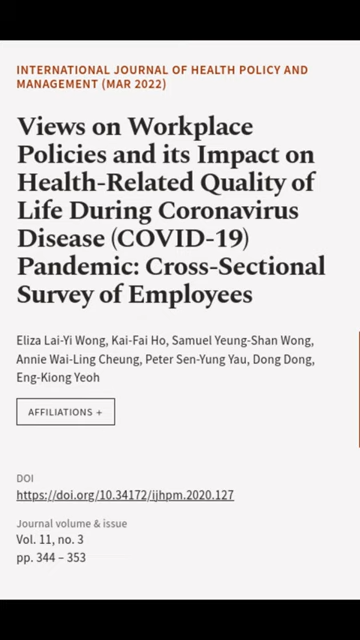 INTERNATIONAL JOURNAL OF HEALTH POLICY AND
MANAGEMENT (MAR 2022)
Views on Workplace
Policies and its Impact on
Health-Related Quality of
Life During Coronavirus
Disease (COVID-19)
Pandemic: Cross-Sectional
Survey of Employees
Eliza Lai-Yi Wong, Kai-Fai Ho, Samuel Yeung-Shan Wong,
Annie Wai-Ling Cheung, Peter Sen-Yung Yau, Dong Dong,
Eng-Kiong Yeoh
AFFILIATIONS +
DOI
https://doi.org/10.34172/ijhpm.2020.127
Journal volume & issue
Vol. 11, no. 3
pp. 344 – 353